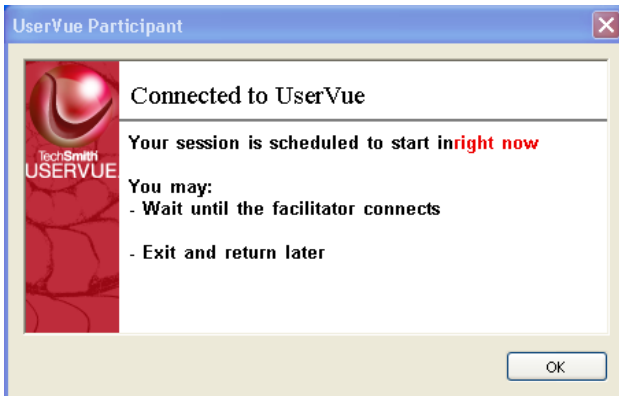 UserVue Participant
Connected to UserVue
Your session is scheduled to start inright now
You may:
- Wait until the facilitator connects
- Exit and return later
TechSmith
USERVUE
OK